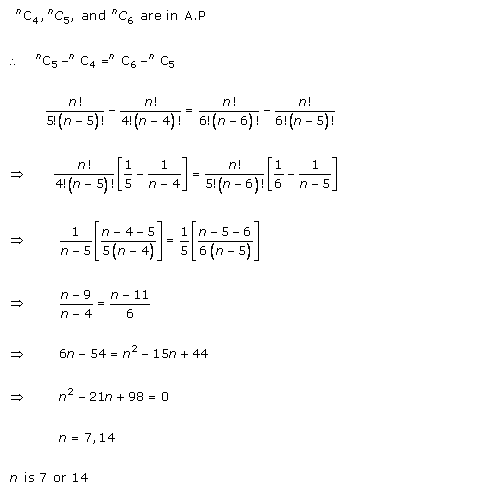 ⁿC₄, ⁿC₅, and ⁿC₆ are in A.P
∴ ⁿC₅ –ⁿ C₄ =ⁿ C₆ –ⁿ C₅
n!/(5!(n – 5)!) – n!/(4!(n – 4)!) = n!/(6!(n – 6)!) – n!/(6!(n – 5)!)
⇒ n!/(4!(n – 5)!) [1/5 – 1/(n – 4)] = n!/(5!(n – 6)!) [1/6 – 1/(n – 5)]
⇒ 1/(n – 5) [(n – 4 – 5)/(5(n – 4))] = 1/5 [(n – 5 – 6)/(6(n – 5))]
⇒ (n – 9)/(n – 4) = (n – 11)/6
⇒ 6n – 54 = n² – 15n + 44
⇒ n² – 21n + 98 = 0
n = 7, 14
n is 7 or 14